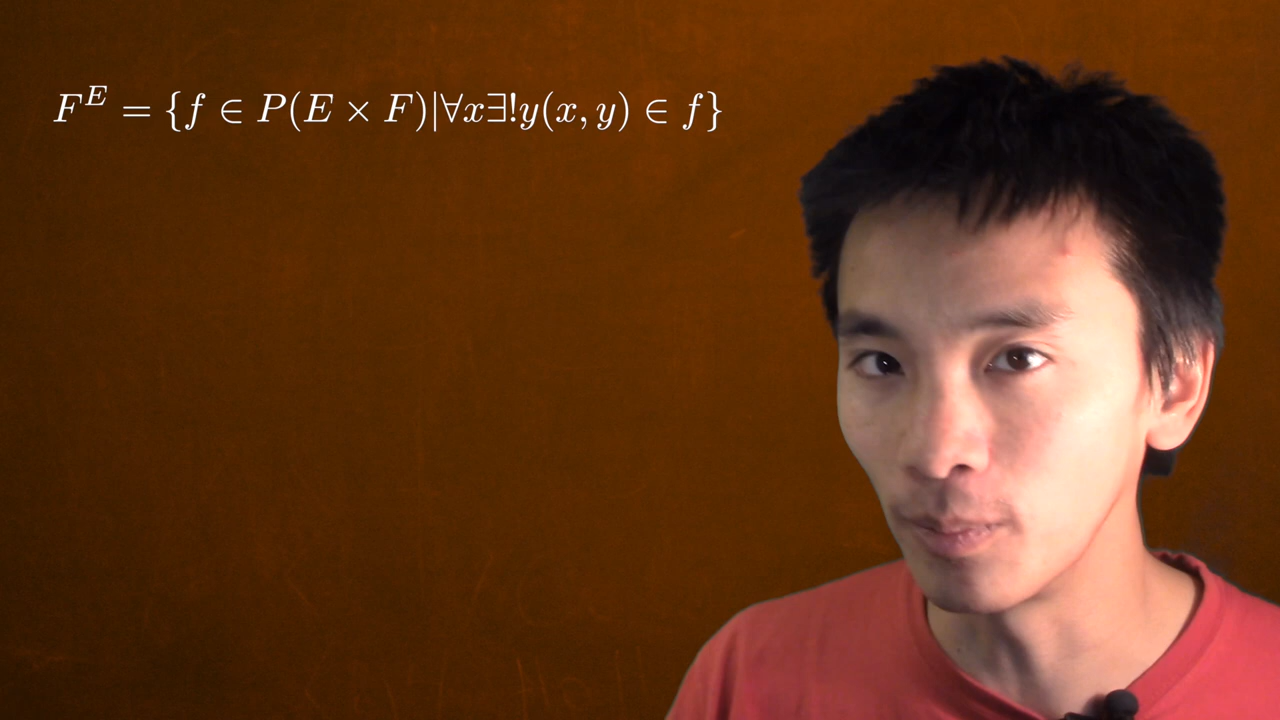 F^E = {f ∈ P(E × F)|∀x∃!y(x, y) ∈ f}